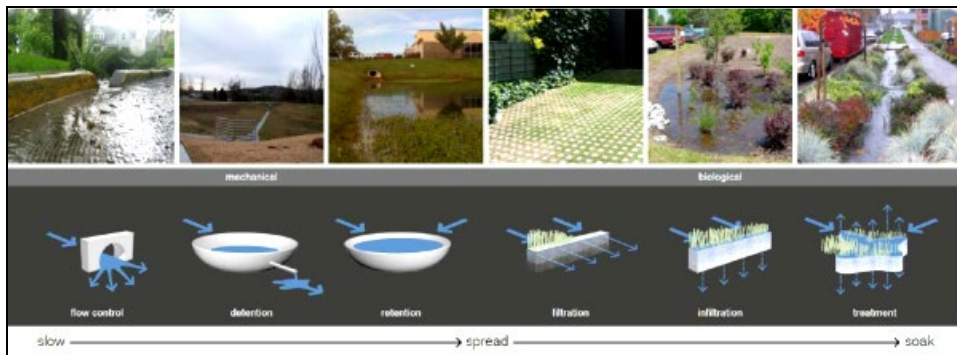 mechanical biological
flow control detention retention filtration infiltration treatment
slow spread soak